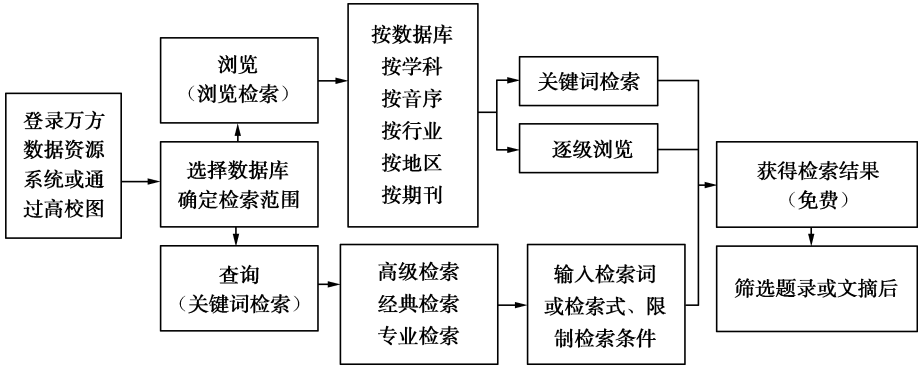 登录万方
数据资源
系统或通
过高校图
浏览
（浏览检索）
选择数据库
确定检索范围
查询
（关键词检索）
按数据库
按学科
按音序
按行业
按地区
按期刊
关键词检索
逐级浏览
高级检索
经典检索
专业检索
输入检索词
或检索式、限
制检索条件
获得检索结果
（免费）
筛选题录或文摘后